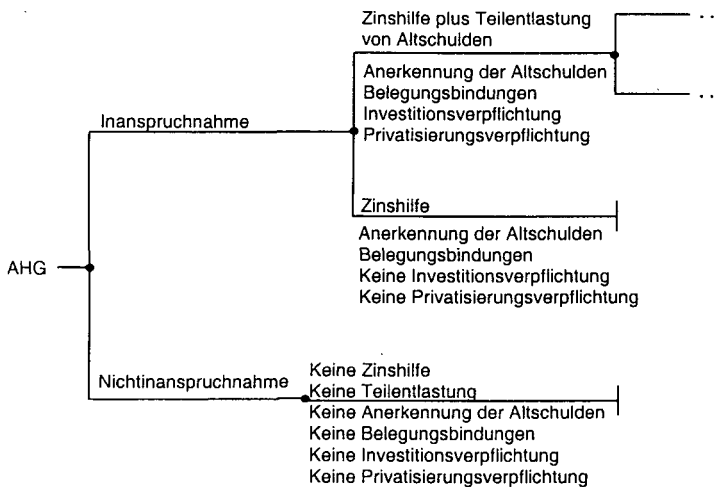 Zinshilfe plus Teilentlastung
von Altschulden
Anerkennung der Altschulden
Belegungsbindungen
Investitionsverpflichtung
Privatisierungsverpflichtung
Inanspruchnahme
Zinshilfe
Anerkennung der Altschulden
Belegungsbindungen
Keine Investitionsverpflichtung
Keine Privatisierungsverpflichtung
AHG
Nichtinanspruchnahme
Keine Zinshilfe
Keine Teilentlastung
Keine Anerkennung der Altschulden
Keine Belegungsbindungen
Keine Investitionsverpflichtung
Keine Privatisierungsverpflichtung